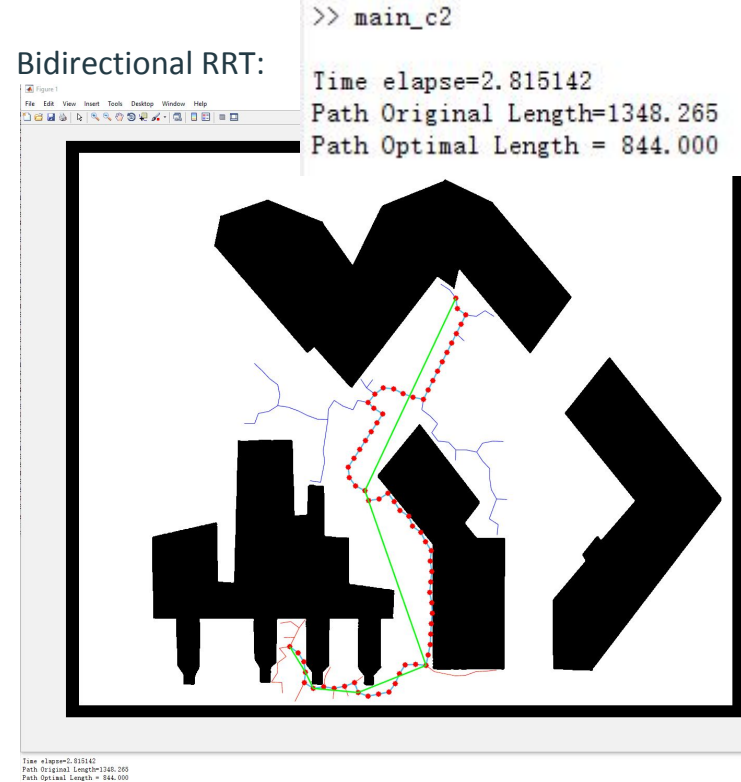 >> main_c2
Bidirectional RRT:
Time elapse=2.815142
Path Original Length=1348.265
Path Optimal Length = 844.000
Figure 1
File Edit View Insert Tools Desktop Window Help
Time elapse=2.815142
Path Original Length=1348.265
Path Optimal Length = 844.000